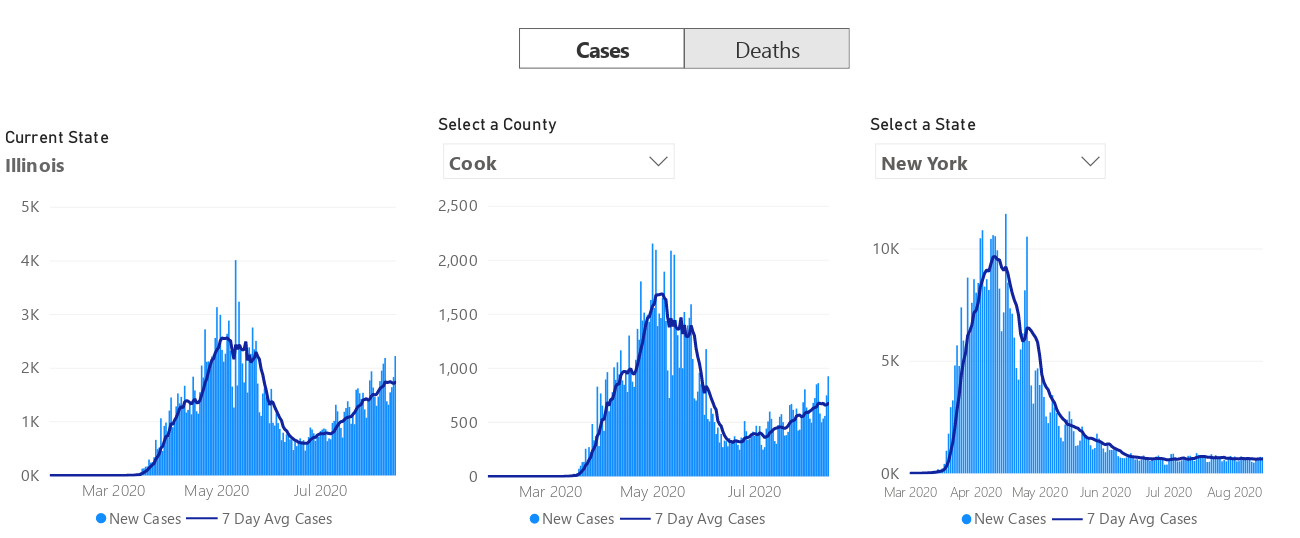 Cases
Deaths
Current State
Illinois
5K
4K
3K
2K
1K
0K
Mar 2020 May 2020 Jul 2020
New Cases 7 Day Avg Cases
Select a County
Cook
2,500
2,000
1,500
1,000
500
0
Mar 2020 May 2020 Jul 2020
New Cases 7 Day Avg Cases
Select a State
New York
10K
5K
0K
Mar 2020 Apr 2020 May 2020 Jun 2020 Jul 2020 Aug 2020
New Cases 7 Day Avg Cases